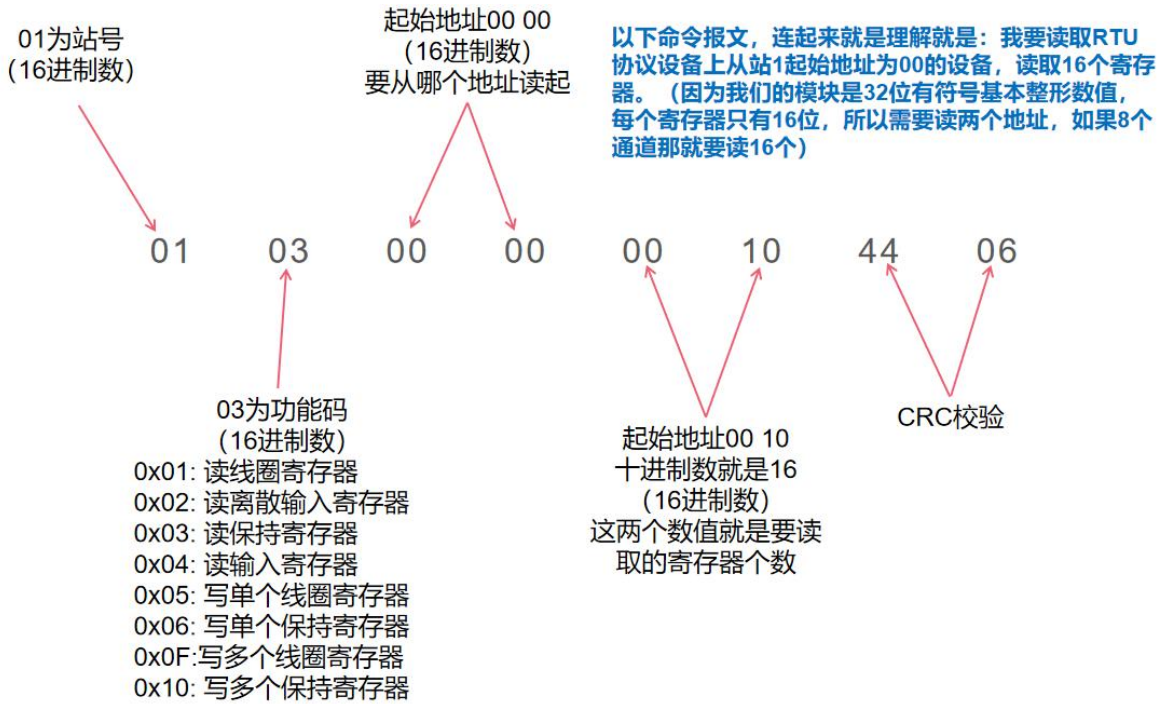 01为站号
（16进制数）
起始地址00 00
（16进制数）
要从哪个地址读起
以下命令报文，连起来就是理解就是：我要读取RTU
协议设备上从站1起始地址为00的设备，读取16个寄存
器。（因为我们的模块是32位有符号基本整形数值，
每个寄存器只有16位，所以需要读两个地址，如果8个
通道那就要读16个）
01 03 00 00 00 10 44 06
03为功能码
（16进制数）
0x01: 读线圈寄存器
0x02: 读离散输入寄存器
0x03: 读保持寄存器
0x04: 读输入寄存器
0x05: 写单个线圈寄存器
0x06: 写单个保持寄存器
0x0F:写多个线圈寄存器
0x10: 写多个保持寄存器
起始地址00 10
十进制数就是16
（16进制数）
这两个数值就是要读
取的寄存器个数
CRC校验